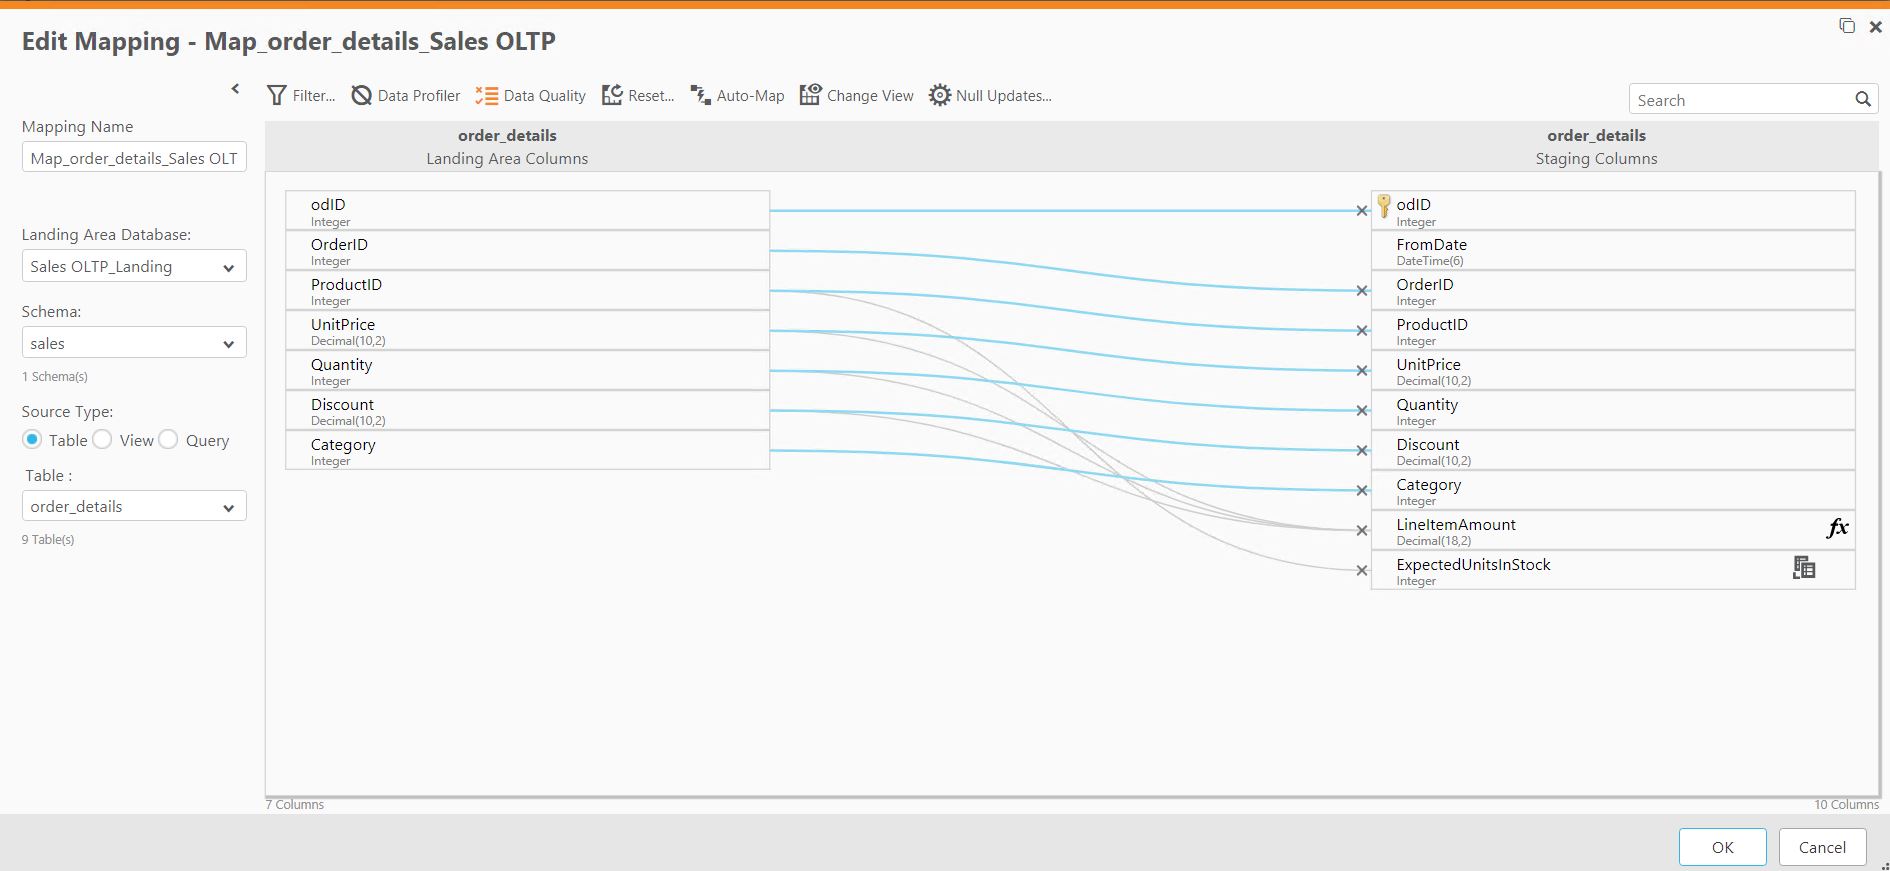 Edit Mapping - Map_order_details_Sales OLTP
Filter... Data Profiler Data Quality Reset... Auto-Map Change View Null Updates...
Search
Mapping Name
Map_order_details_Sales OLT
Landing Area Database:
Sales OLTP_Landing
Schema:
sales
1 Schema(s)
Source Type:
Table View Query
Table :
order_details
9 Table(s)
order_details
Landing Area Columns
odID
Integer
OrderID
Integer
ProductID
Integer
UnitPrice
Decimal(10,2)
Quantity
Integer
Discount
Decimal(10,2)
Category
Integer
7 Columns
order_details
Staging Columns
odID
Integer
FromDate
DateTime(6)
OrderID
Integer
ProductID
Integer
UnitPrice
Decimal(10,2)
Quantity
Integer
Discount
Decimal(10,2)
Category
Integer
LineItemAmount
Decimal(18,2)
fx
ExpectedUnitsInStock
Integer
10 Columns
OK Cancel